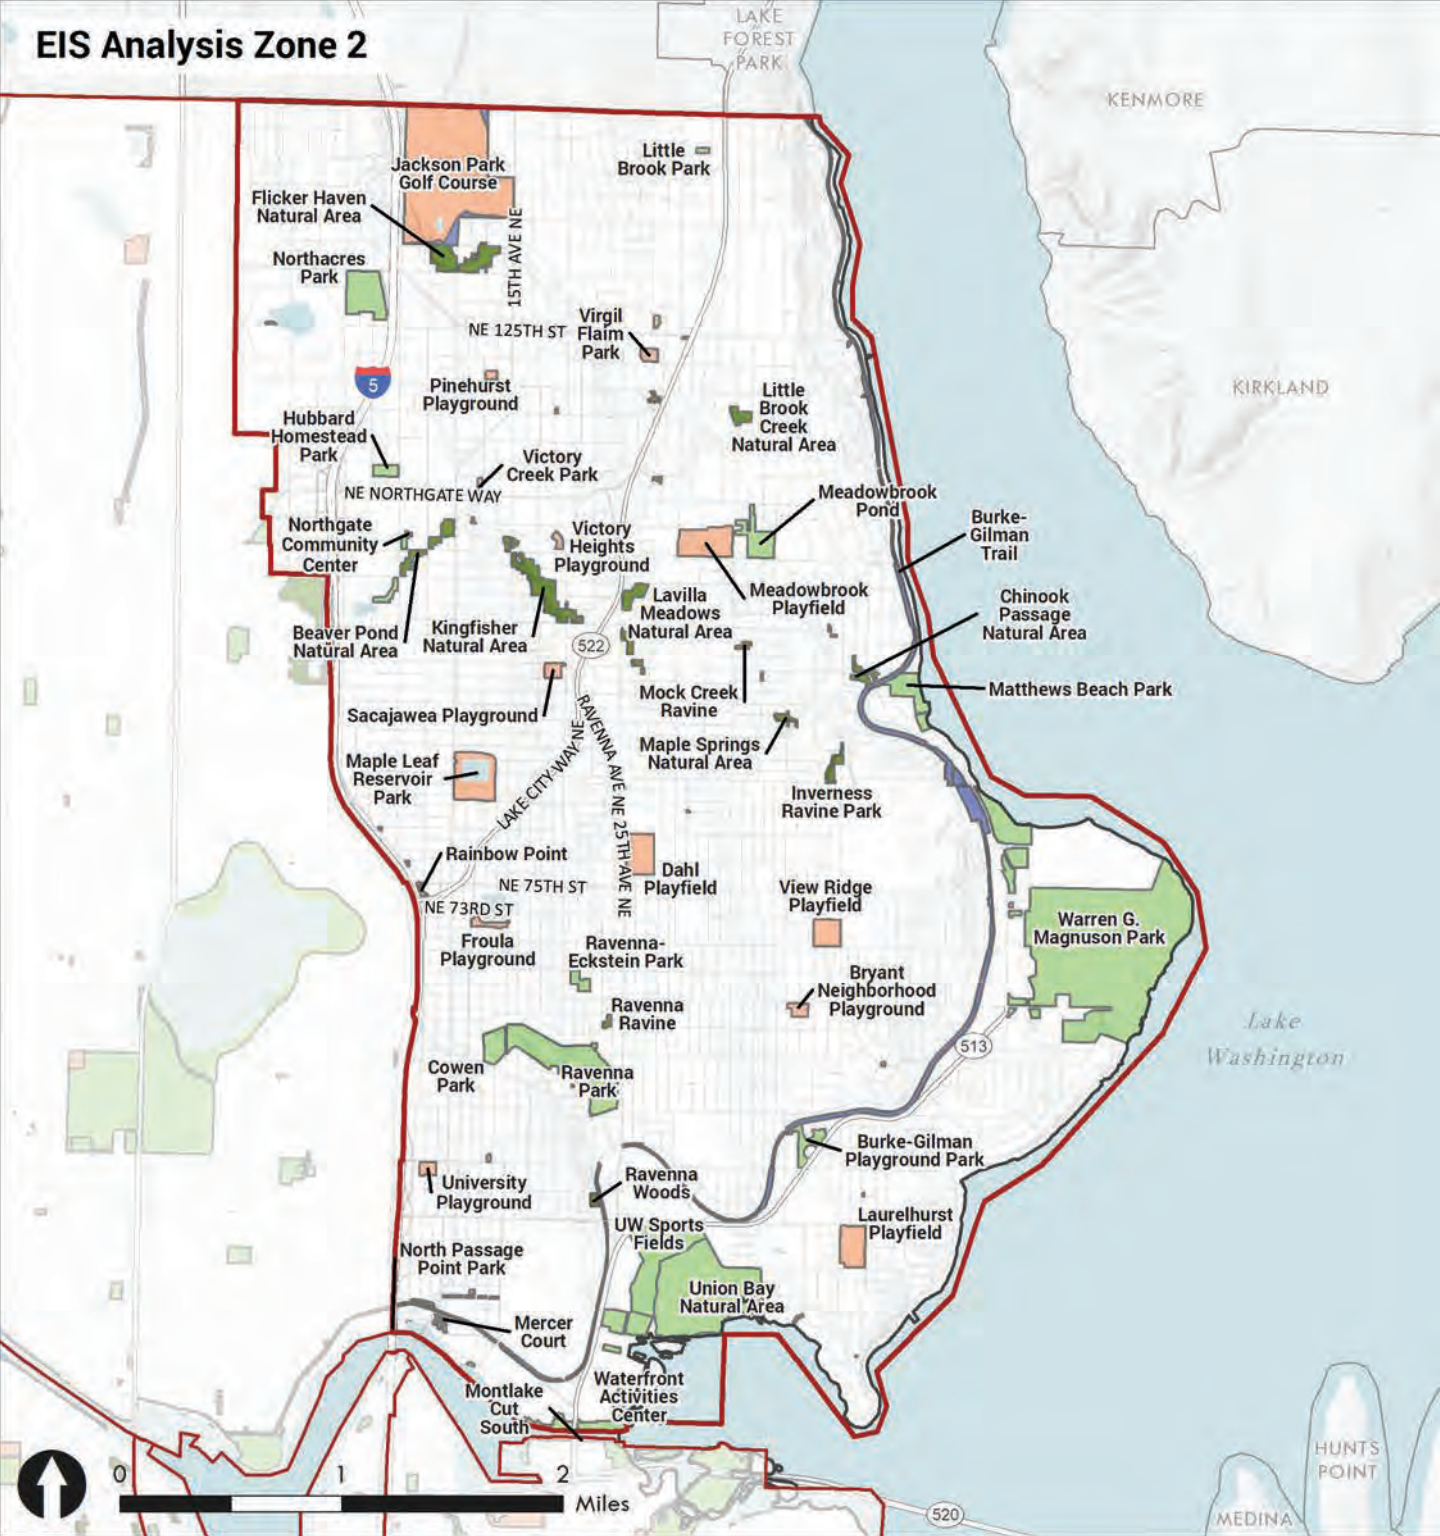 EIS Analysis Zone 2
LAKE
FOREST
PARK
KENMORE
Little
Brook Park
Jackson Park
Golf Course
Flicker Haven
Natural Area
15TH AVE NE
Northacres
Park
Virgil
Flaim
Park
NE 125TH ST
5
Pinehurst
Playground
Little
Brook
Creek
Natural Area
KIRKLAND
Hubbard
Homestead
Park
Victory
Creek Park
NE NORTHGATE WAY
Meadowbrook
Pond
Burke-
Gilman
Trail
Northgate
Community
Center
Victory
Heights
Playground
Meadowbrook
Playfield
Lavilla
Meadows
Natural Area
Chinook
Passage
Natural Area
Beaver Pond
Natural Area
Kingfisher
Natural Area
522
Mock Creek
Ravine
Matthews Beach Park
Sacajawea Playground
Maple Springs
Natural Area
Maple Leaf
Reservoir
Park
LAKE CITY WAY NE
RAVENNA AVE NE
25TH AVE NE
Inverness
Ravine Park
Rainbow Point
NE 75TH ST
NE 73RD ST
Dahl
Playfield
View Ridge
Playfield
Warren G.
Magnuson Park
Froula
Playground
Ravenna-
Eckstein Park
Bryant
Neighborhood
Playground
Ravenna
Ravine
Lake
Washington
513
Cowen
Park
Ravenna
Park
Burke-Gilman
Playground Park
University
Playground
Ravenna
Woods
UW Sports
Fields
Laurelhurst
Playfield
North Passage
Point Park
Union Bay
Natural Area
Mercer
Court
Waterfront
Activities
Center
Montlake
Cut
South
HUNTS
POINT
MEDINA
520
0
1
2
Miles